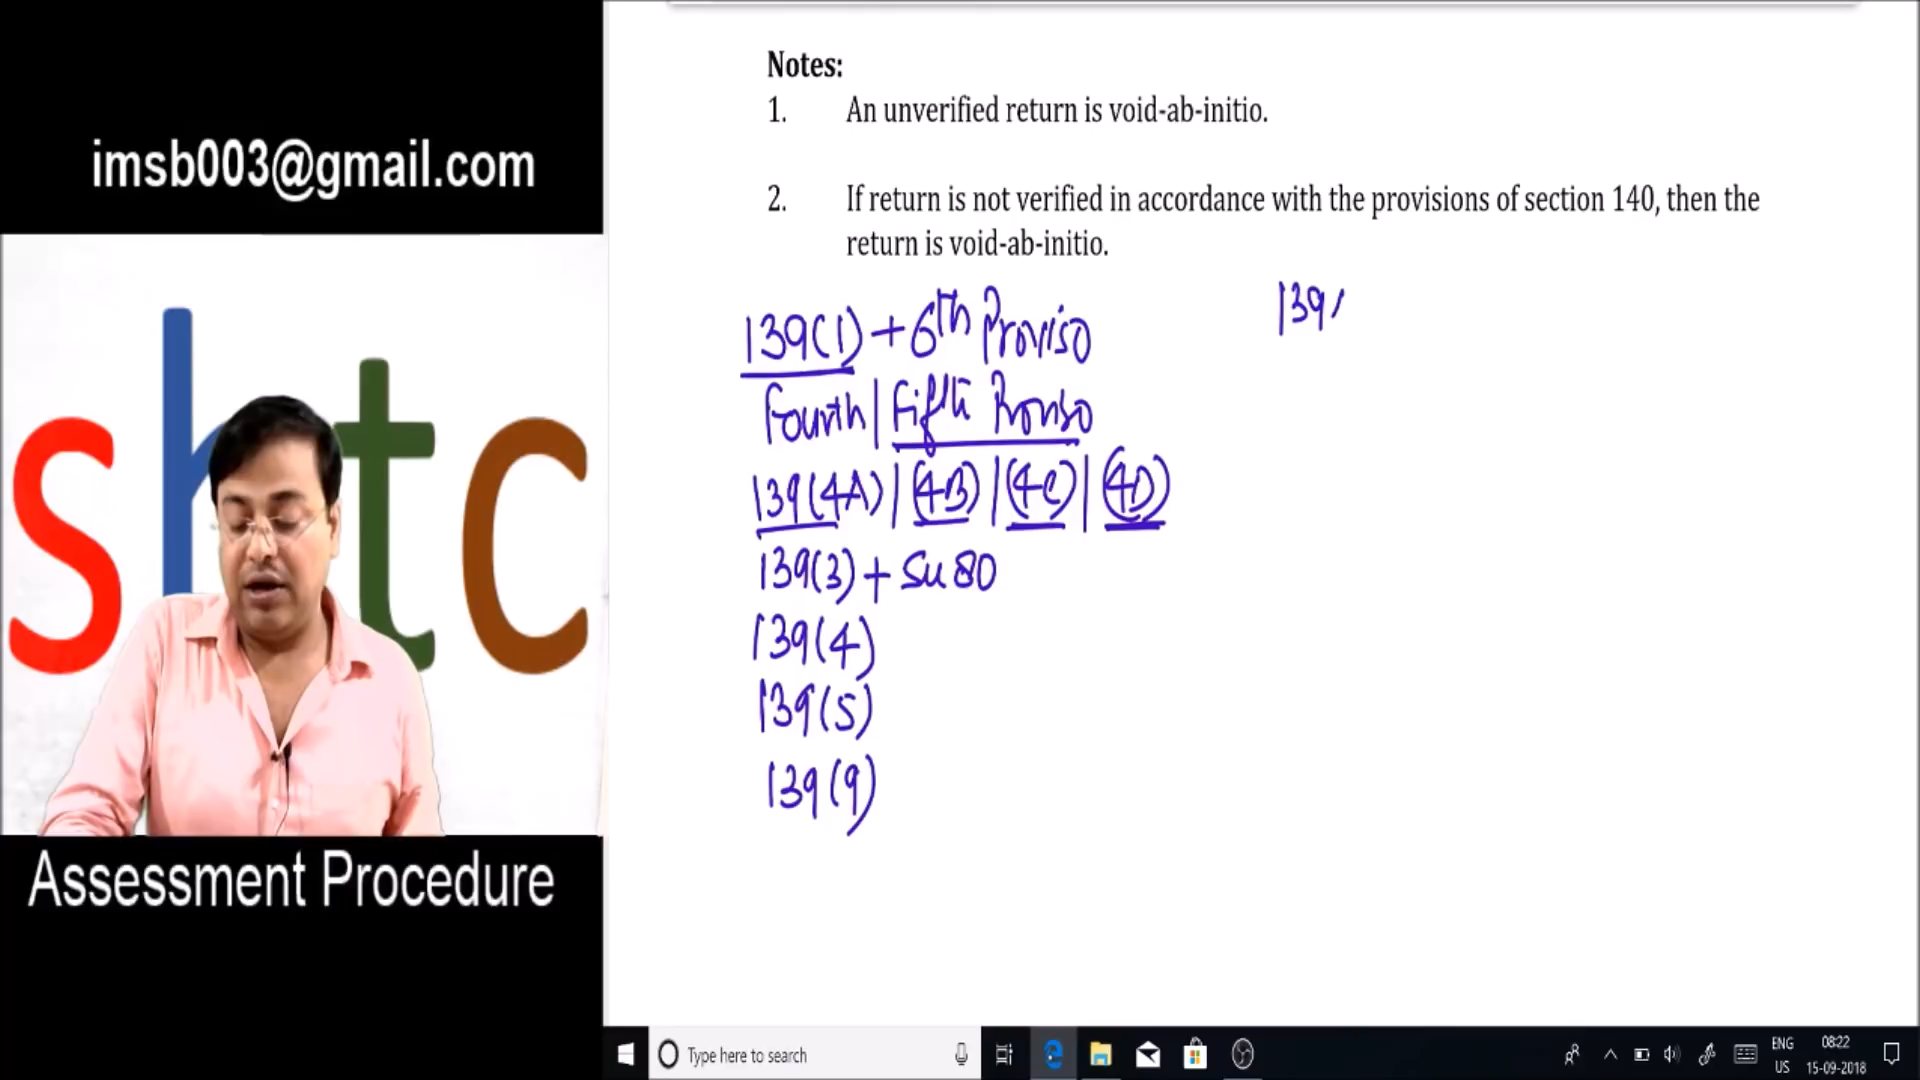 imsb003@gmail.com
shtc
Assessment Procedure
Notes:
1. An unverified return is void-ab-initio.
2. If return is not verified in accordance with the provisions of section 140, then the
return is void-ab-initio.
139(1) + 6th Proviso
Fourth | Fifth Proviso
139(4A) | (4B) | (4C) | (4D)
139(3) + Su 80
139(4)
139(5)
139(9)
139
Type here to search
ENG
US
08:22
15-09-2018